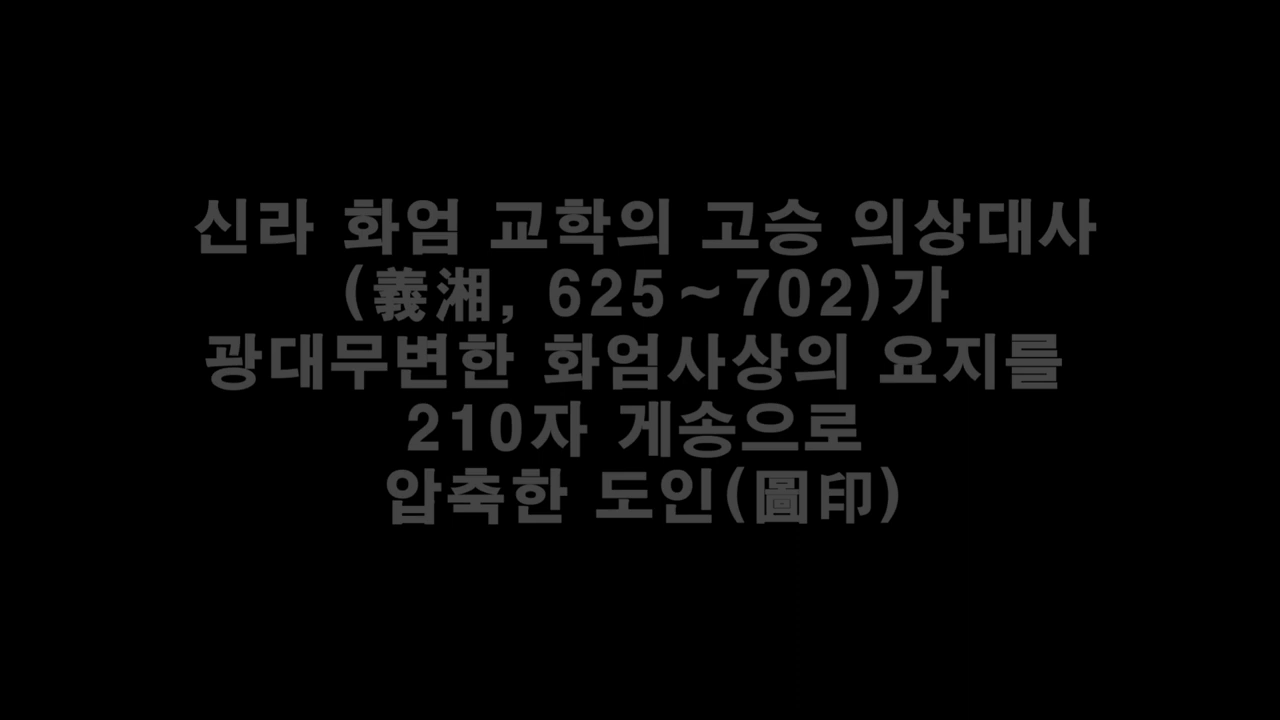 신라 화엄 교학의 고승 의상대사
(義湘, 625～702)가
광대무변한 화엄사상의 요지를
210자 게송으로
압축한 도인(圖印)